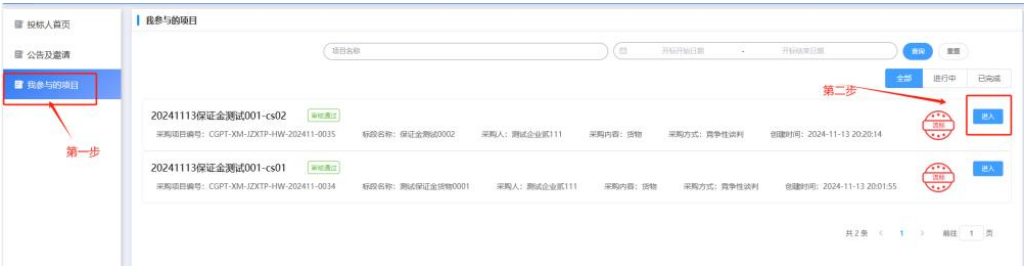 投标人首页
公告及邀请
我参与的项目
第一步
我参与的项目
项目名称 开标开始日期 - 开标结束日期 查询 重置
全部 进行中 已完成
第二步
20241113保证金测试001-cs02 审核通过
采购项目编号：CGPT-XM-JZXTP-HW-202411-0035 标段名称：保证金测试0002 采购人：测试企业贰111 采购内容：货物 采购方式：竞争性谈判 创建时间：2024-11-13 20:20:14
流标 进入
20241113保证金测试001-cs01 审核通过
采购项目编号：CGPT-XM-JZXTP-HW-202411-0034 标段名称：测试保证金货物0001 采购人：测试企业贰111 采购内容：货物 采购方式：竞争性谈判 创建时间：2024-11-13 20:01:55
流标 进入
共 2 条 < 1 > 前往 1 页